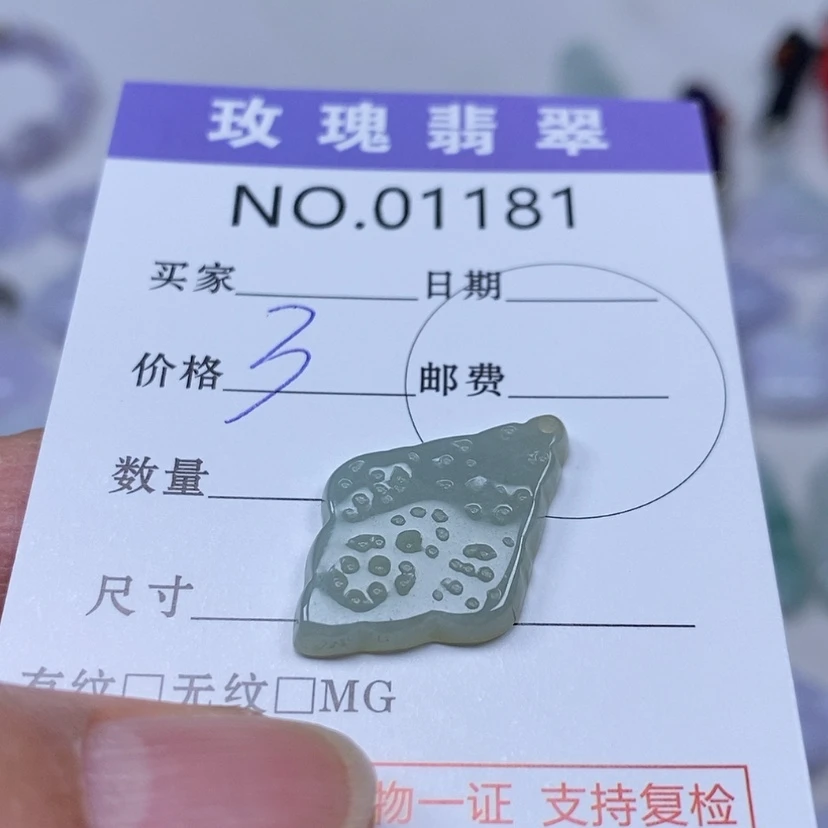 玫瑰翡翠
NO.01181
买家 日期
价格 3 邮费
数量
尺寸
有纹□无纹□MG
物一证 支持复检